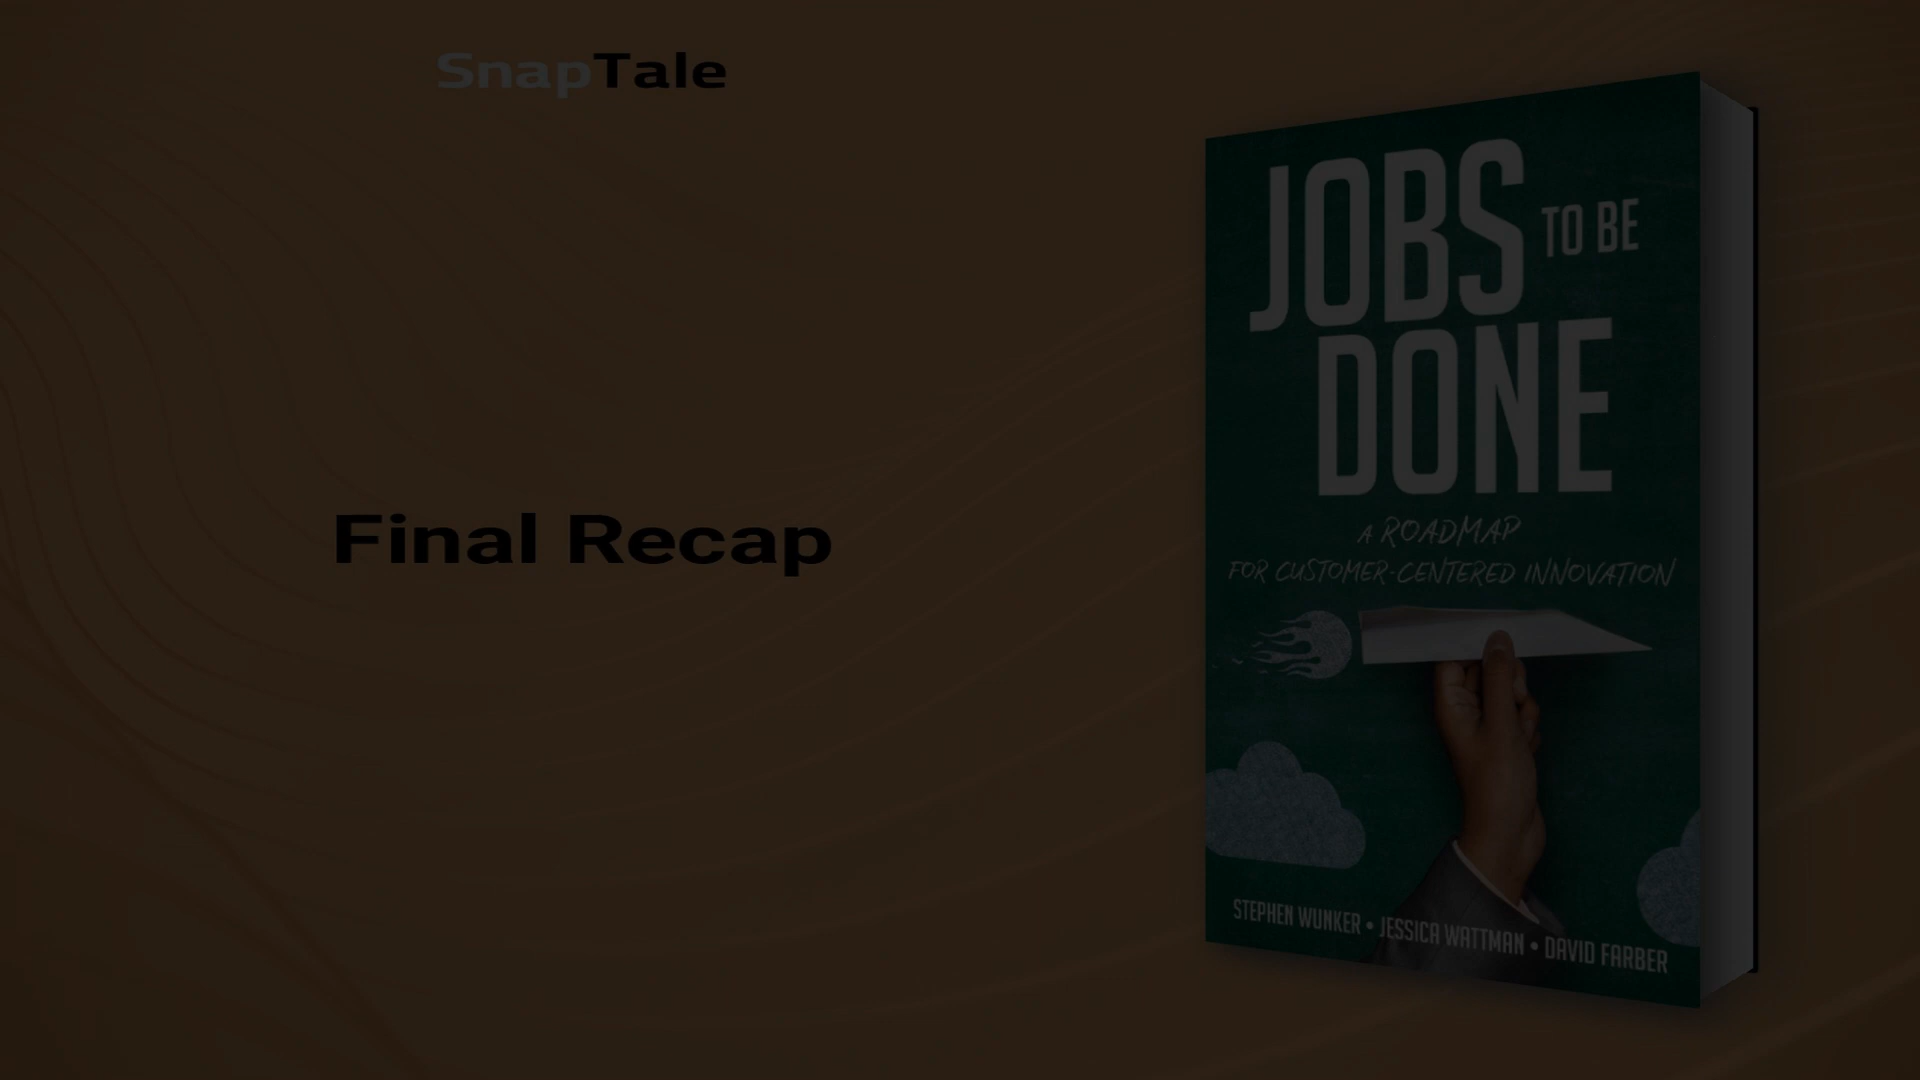 SnapTale
Final Recap
JOBS TO BE
DONE
A ROADMAP
FOR CUSTOMER-CENTERED INNOVATION
STEPHEN WUNKER • JESSICA WATTMAN • DAVID FARBER